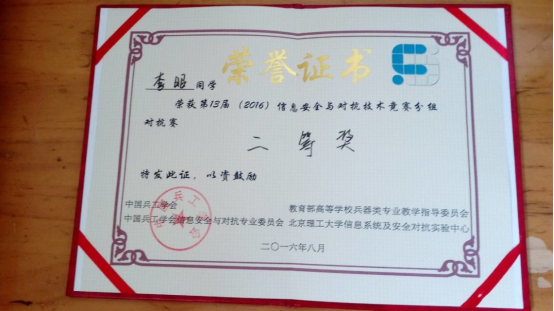 荣誉证书
李昭 同学
荣获第13届（2016）信息安全与对抗技术竞赛分组
对抗赛
二等奖
特发此证，以资鼓励
中国兵工学会 教育部高等学校兵器类专业教学指导委员会
中国兵工学会信息安全与对抗专业委员会 北京理工大学信息系统及安全对抗实验中心
二〇一六年八月